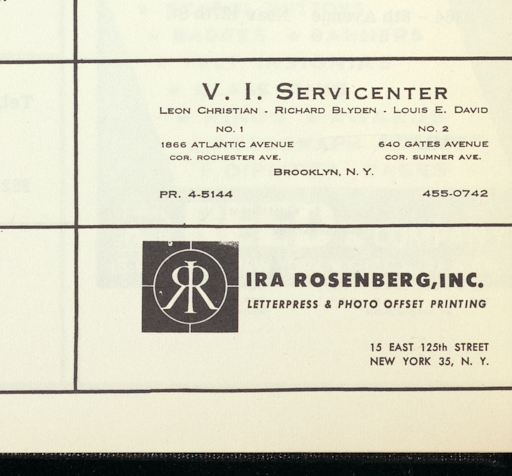 V. I. SERVICENTER
LEON CHRISTIAN - RICHARD BLYDEN - LOUIS E. DAVID
NO. 1 NO. 2
1866 ATLANTIC AVENUE 640 GATES AVENUE
COR. ROCHESTER AVE. COR. SUMNER AVE.
BROOKLYN, N. Y.
PR. 4-5144 455-0742
IRA ROSENBERG, INC.
LETTERPRESS & PHOTO OFFSET PRINTING
15 EAST 125th STREET
NEW YORK 35, N. Y.